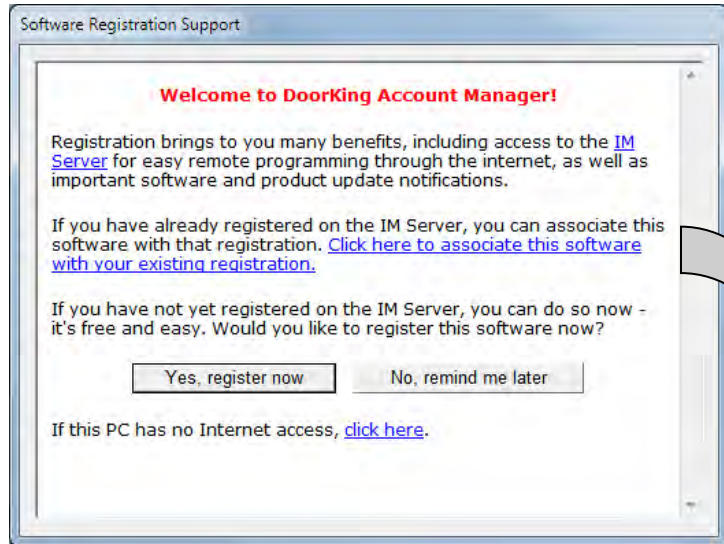 Software Registration Support
Welcome to DoorKing Account Manager!
Registration brings to you many benefits, including access to the IM
Server for easy remote programming through the internet, as well as
important software and product update notifications.
If you have already registered on the IM Server, you can associate this
software with that registration. Click here to associate this software
with your existing registration.
If you have not yet registered on the IM Server, you can do so now -
it's free and easy. Would you like to register this software now?
Yes, register now
No, remind me later
If this PC has no Internet access, click here.